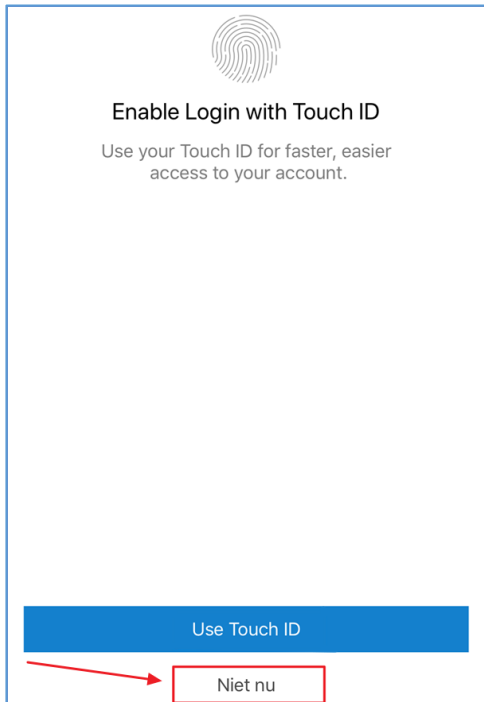 Enable Login with Touch ID
Use your Touch ID for faster, easier
access to your account.
Use Touch ID
Niet nu